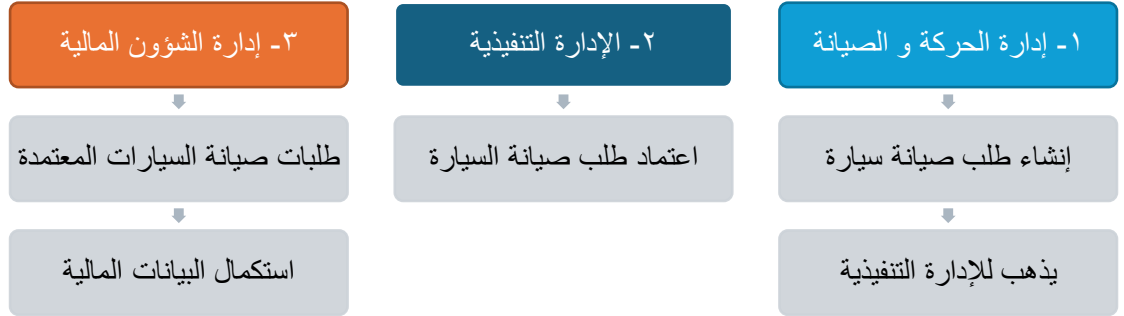 ١- إدارة الحركة و الصيانة
إنشاء طلب صيانة سيارة
يذهب للإدارة التنفيذية
٢- الإدارة التنفيذية
اعتماد طلب صيانة السيارة
٣- إدارة الشؤون المالية
طلبات صيانة السيارات المعتمدة
استكمال البيانات المالية